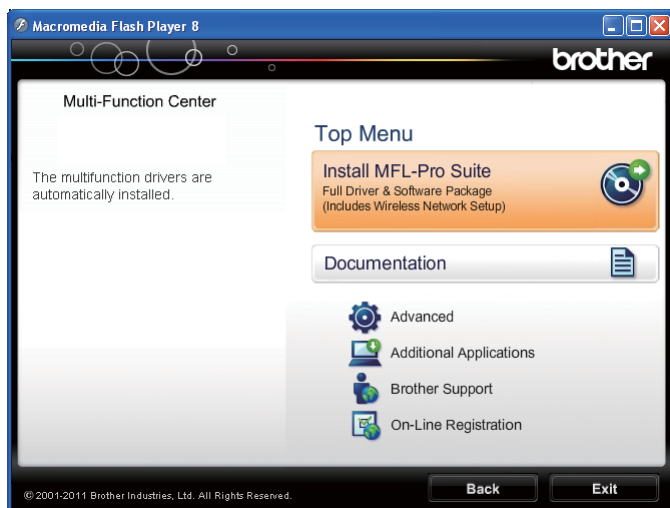 Macromedia Flash Player 8
brother
Multi-Function Center
The multifunction drivers are
automatically installed.
Top Menu
Install MFL-Pro Suite
Full Driver & Software Package
(Includes Wireless Network Setup)
Documentation
Advanced
Additional Applications
Brother Support
On-Line Registration
© 2001-2011 Brother Industries, Ltd. All Rights Reserved.
Back
Exit